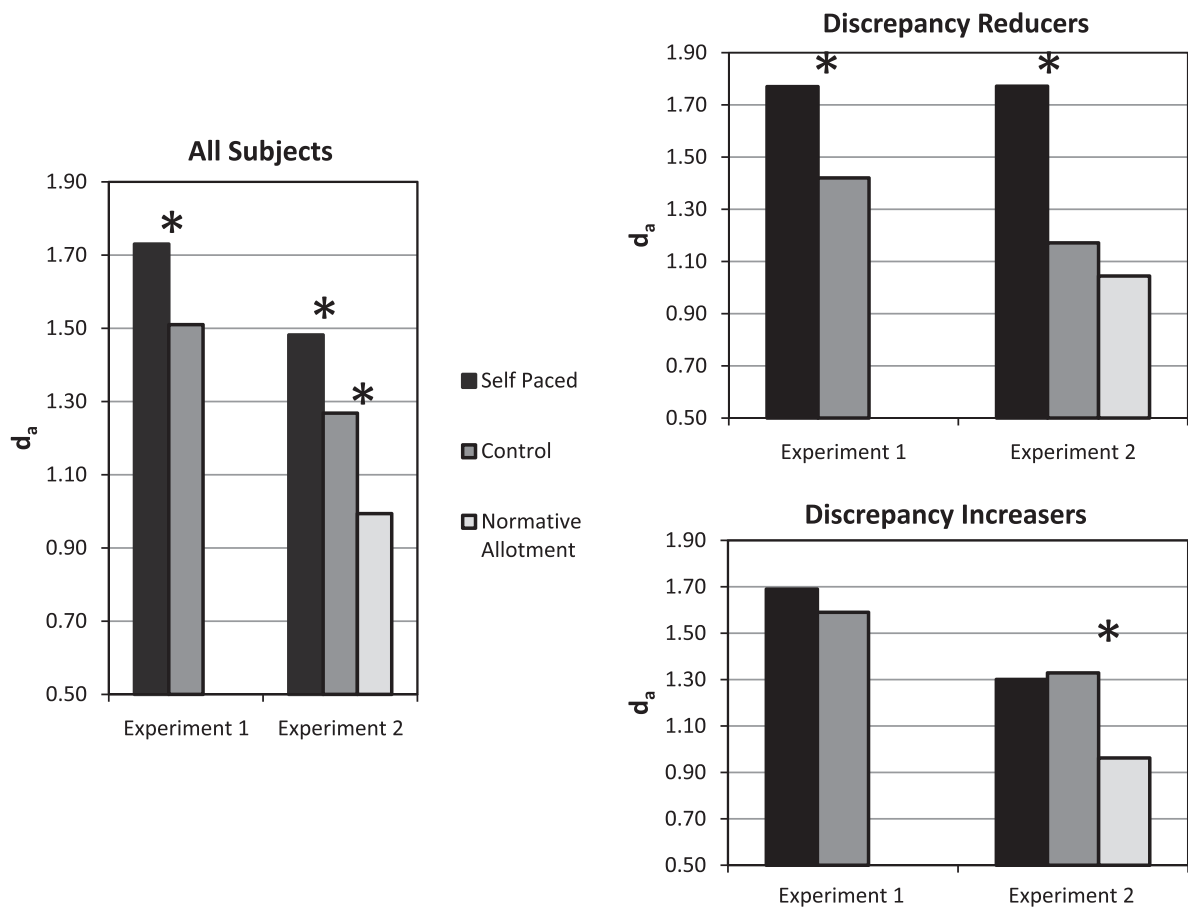 All Subjects
1.90
1.70
1.50
1.30
1.10
0.90
0.70
0.50
da
*
*
*
Experiment 1
Experiment 2
Self Paced
Control
Normative
Allotment
Discrepancy Reducers
1.90
1.70
1.50
1.30
1.10
0.90
0.70
0.50
da
*
*
Experiment 1
Experiment 2
Discrepancy Increasers
1.90
1.70
1.50
1.30
1.10
0.90
0.70
0.50
da
*
Experiment 1
Experiment 2